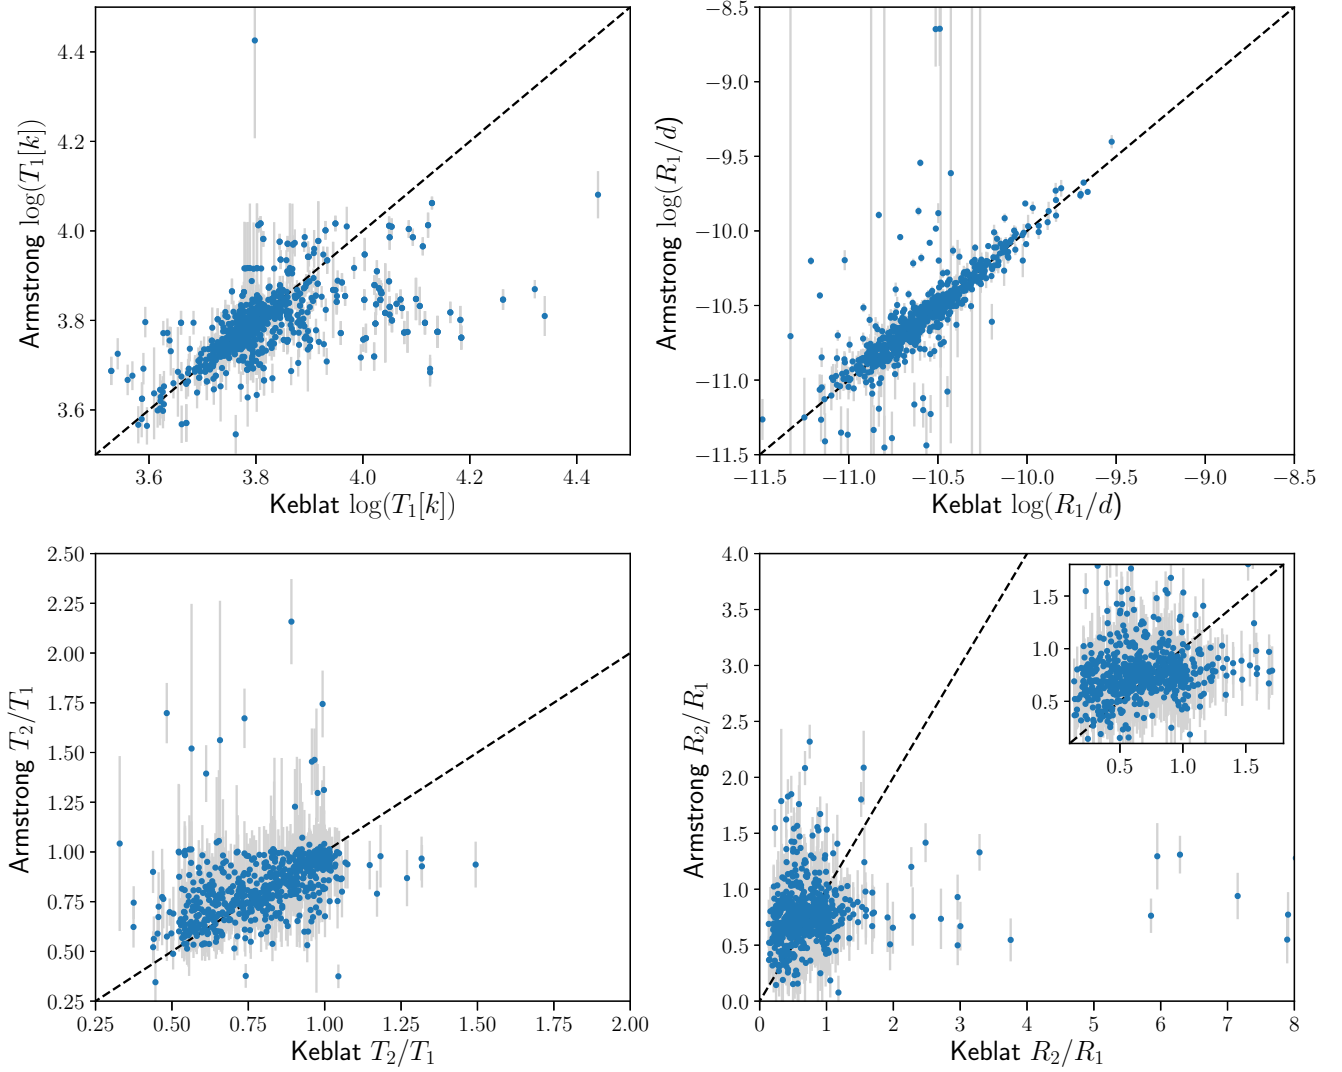 4.4
4.2
4.0
3.8
3.6
Armstrong log(T₁[k])
3.6 3.8 4.0 4.2 4.4
Keblat log(T₁[k])
−8.5
−9.0
−9.5
−10.0
−10.5
−11.0
−11.5
Armstrong log(R₁/d)
−11.5 −11.0 −10.5 −10.0 −9.5 −9.0 −8.5
Keblat log(R₁/d)
2.50
2.25
2.00
1.75
1.50
1.25
1.00
0.75
0.50
0.25
Armstrong T₂/T₁
0.25 0.50 0.75 1.00 1.25 1.50 1.75 2.00
Keblat T₂/T₁
4.0
3.5
3.0
2.5
2.0
1.5
1.0
0.5
0.0
Armstrong R₂/R₁
1.5
1.0
0.5
0.5 1.0 1.5
0 1 2 3 4 5 6 7 8
Keblat R₂/R₁